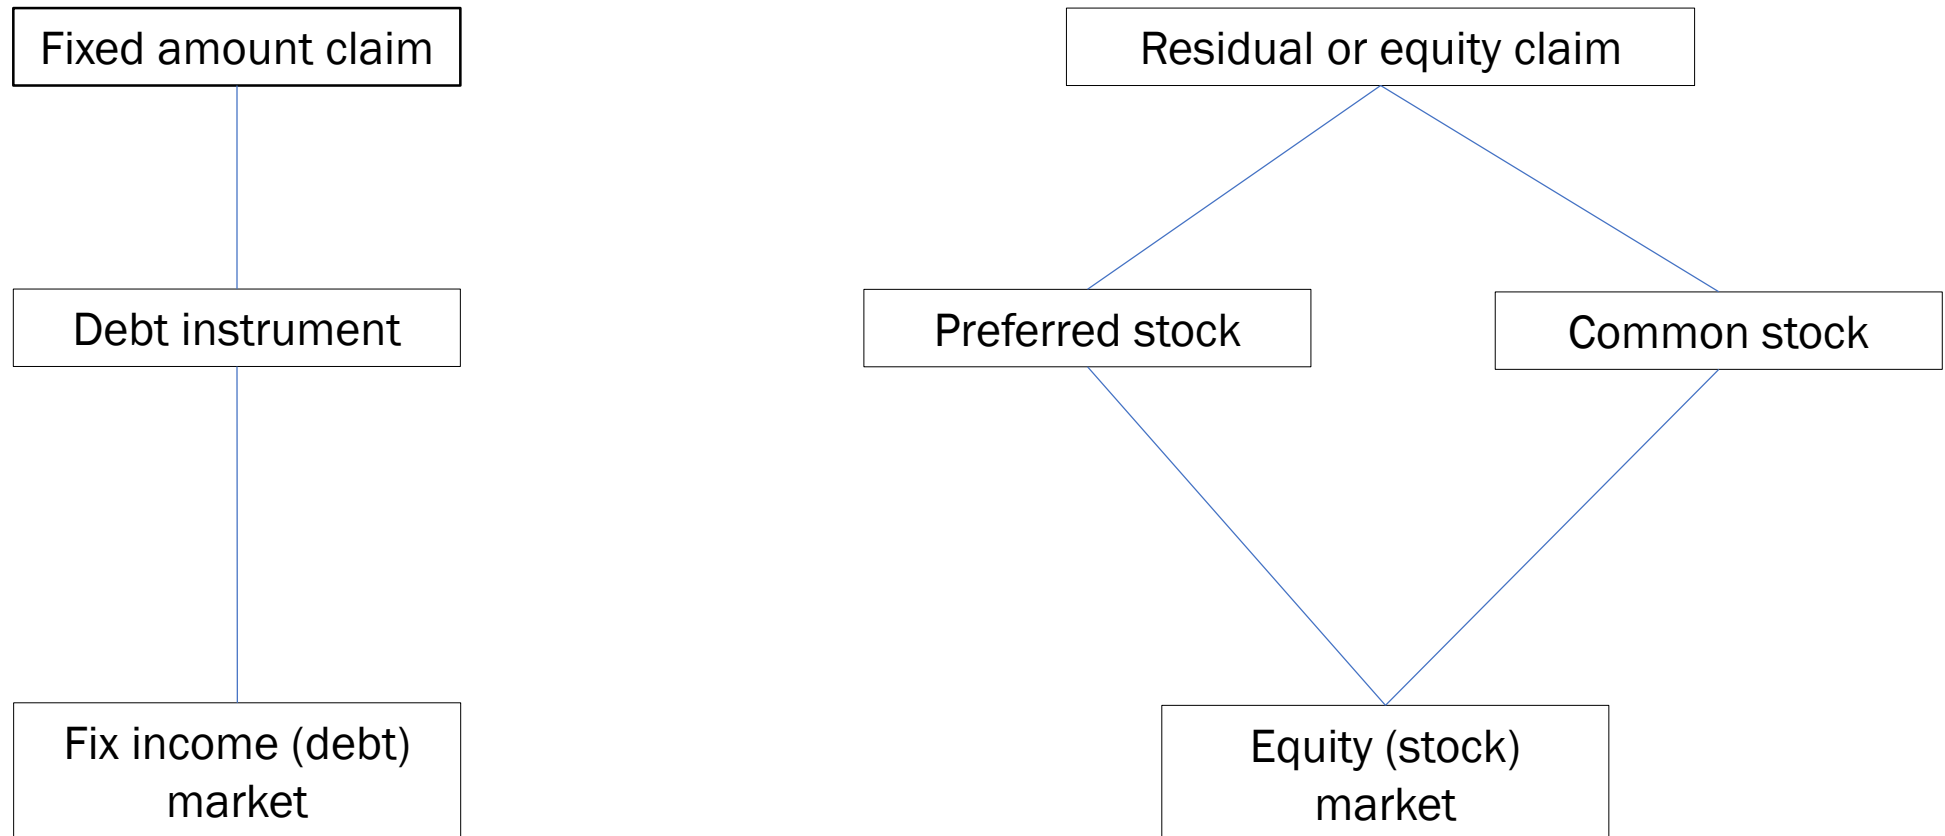 Fixed amount claim
Residual or equity claim
Debt instrument
Preferred stock
Common stock
Fix income (debt)
market
Equity (stock)
market